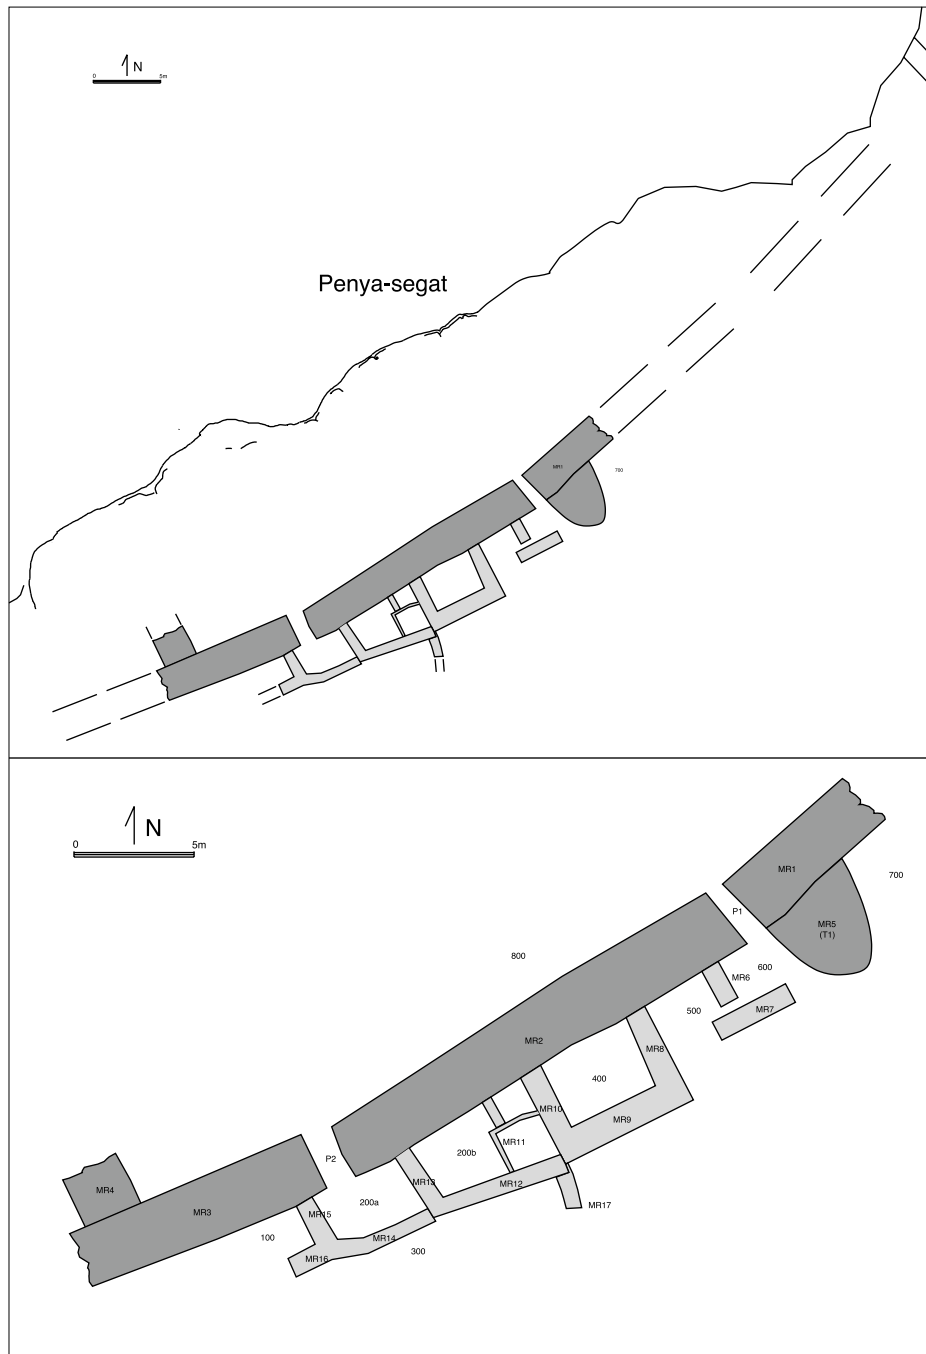 N
0 5m
Penya-segat
MR1
700
N
0 5m
MR1
700
P1
MR5
(T1)
800
600
MR6
500
MR7
MR2
MR8
400
MR10
MR9
MR11
P2
200b
MR13
MR12
MR4
200a
MR17
MR3
MR15
100
MR14
300
MR16